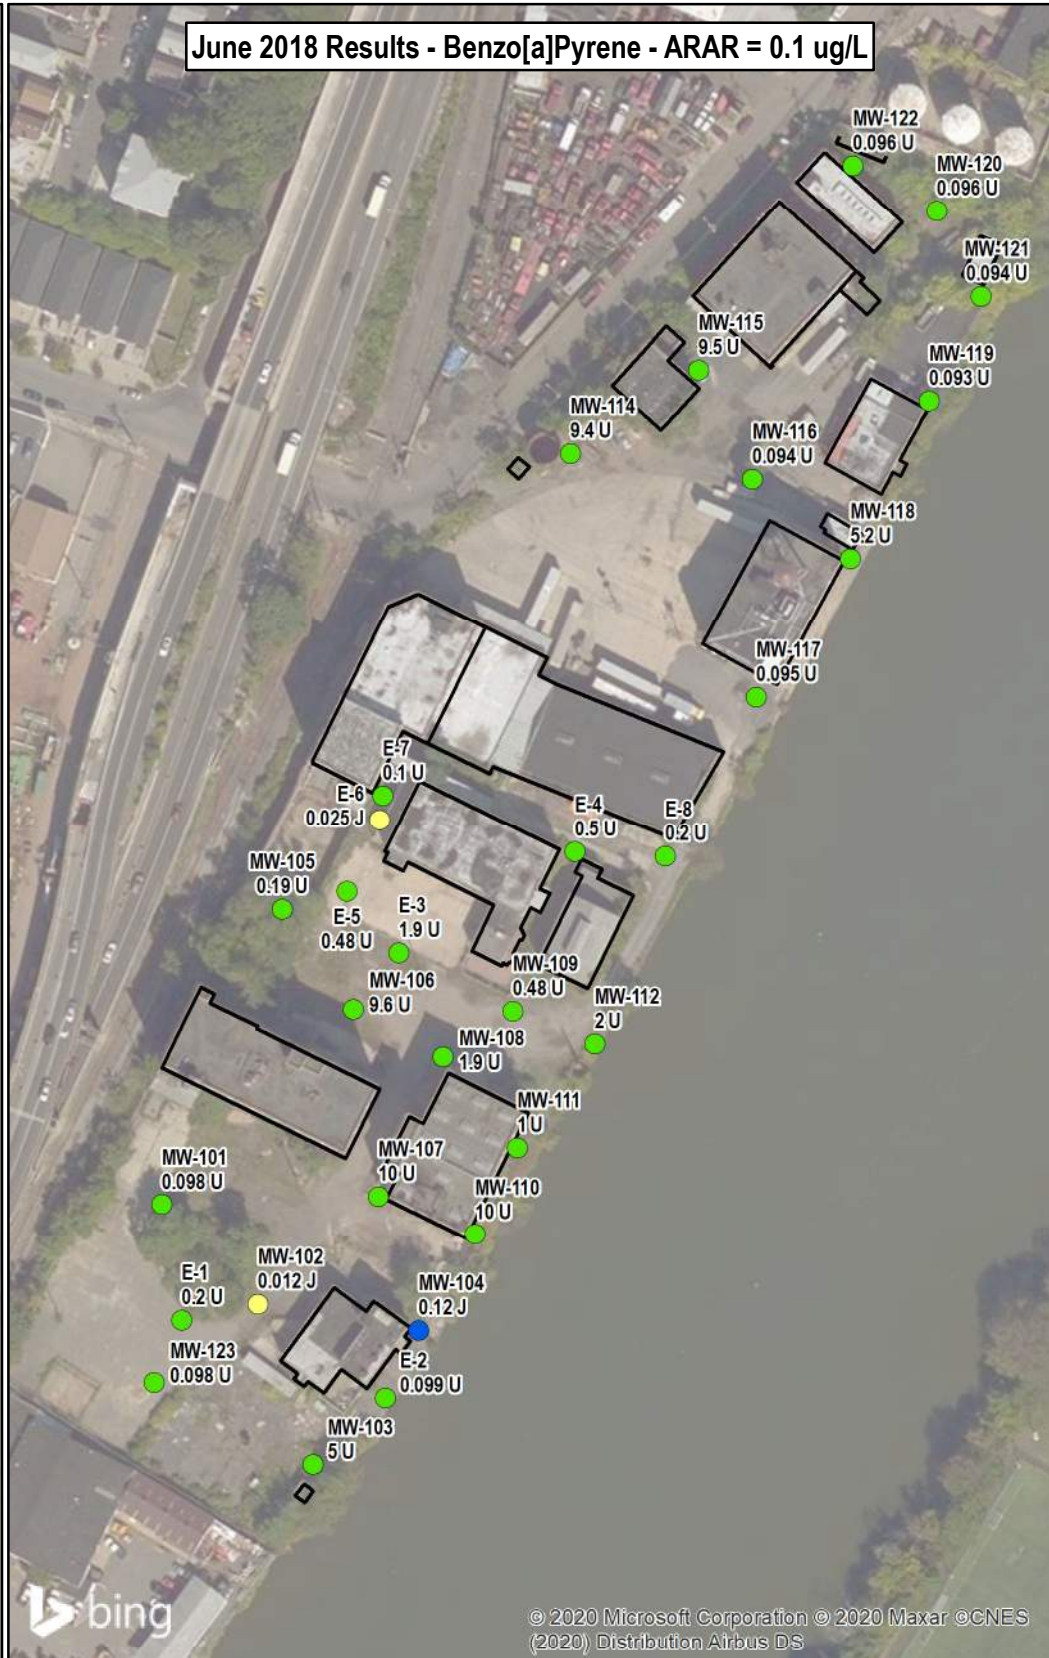 June 2018 Results - Benzo[a]Pyrene - ARAR = 0.1 ug/L
MW-122
0.096 U
MW-120
0.096 U
MW-121
0.094 U
MW-115
9.5 U
MW-119
0.093 U
MW-114
9.4 U
MW-116
0.094 U
MW-118
5.2 U
MW-117
0.095 U
E-7
0.1 U
E-6
0.025 J
E-4
0.5 U
E-8
0.2 U
MW-105
0.19 U
E-5
0.48 U
E-3
1.9 U
MW-106
9.6 U
MW-109
0.48 U
MW-112
2 U
MW-108
1.9 U
MW-111
1 U
MW-107
10 U
MW-110
10 U
MW-101
0.098 U
MW-102
0.012 J
E-1
0.2 U
MW-104
0.12 J
MW-123
0.098 U
E-2
0.099 U
MW-103
5 U
bing
© 2020 Microsoft Corporation © 2020 Maxar ©CNES
(2020) Distribution Airbus DS